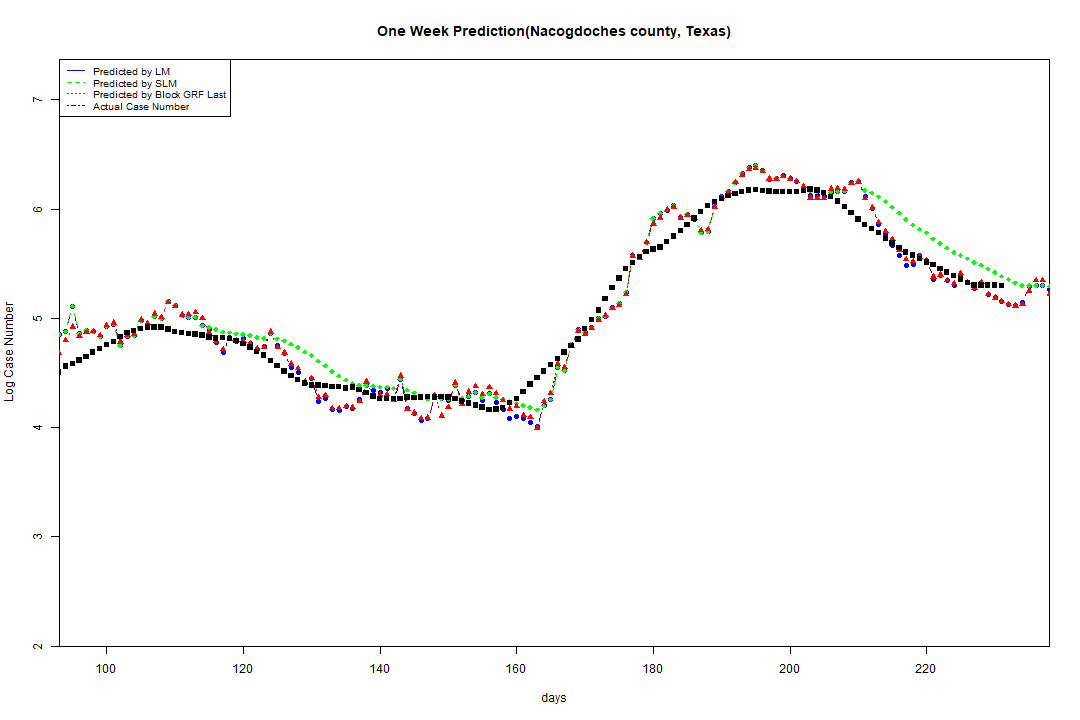 One Week Prediction(Nacogdoches county, Texas)
Predicted by LM
Predicted by SLM
Predicted by Block GRF Last
Actual Case Number
7
6
5
4
3
2
Log Case Number
100 120 140 160 180 200 220
days